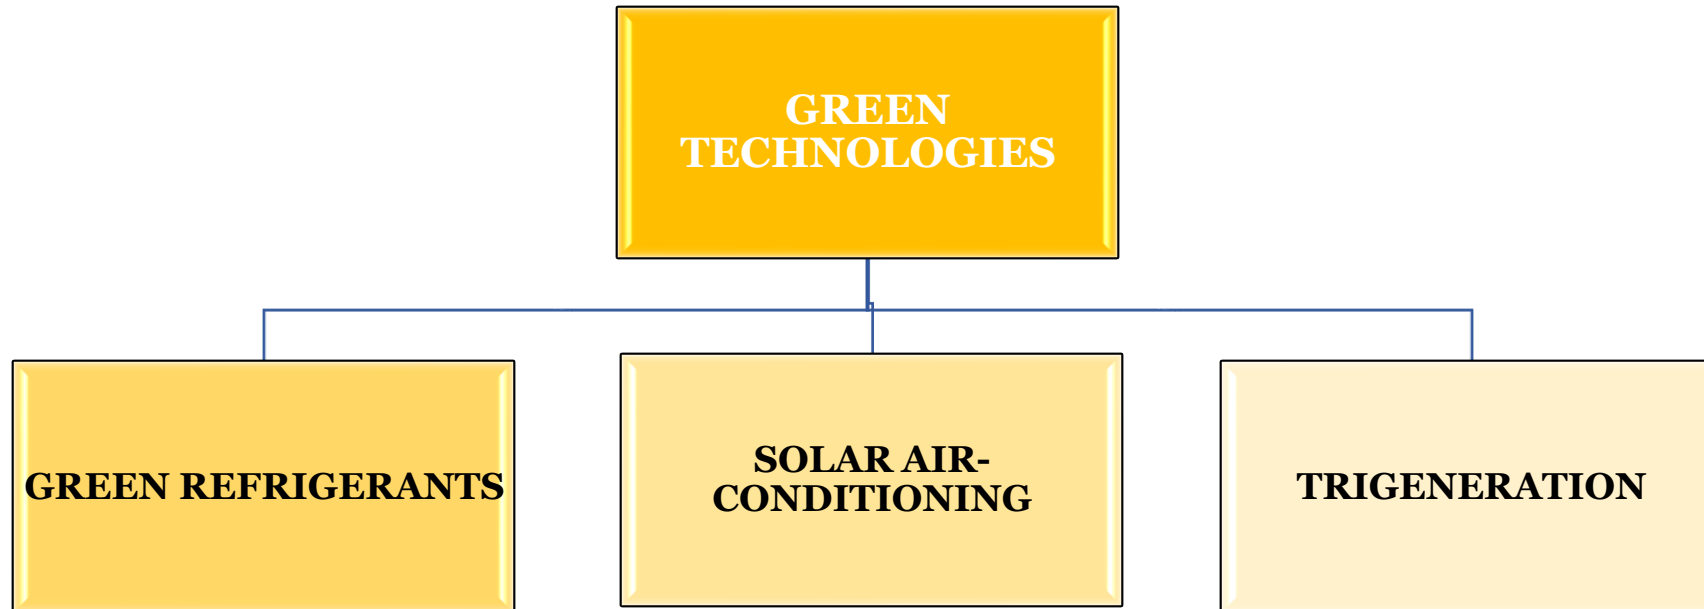 GREEN
TECHNOLOGIES
GREEN REFRIGERANTS
SOLAR AIR-
CONDITIONING
TRIGENERATION